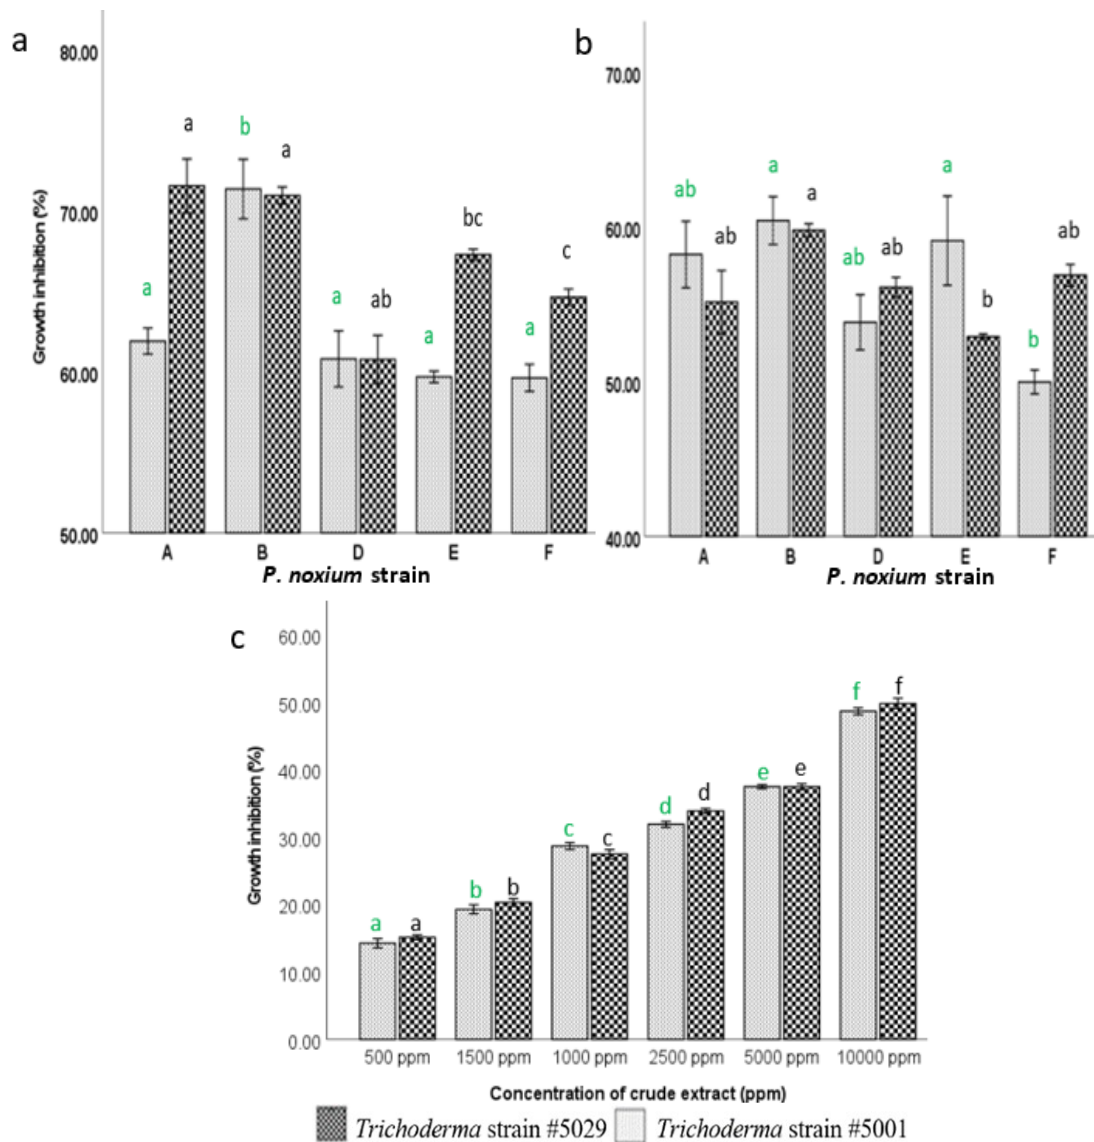 a
80.00
70.00
60.00
50.00
Growth inhibition (%)
a
a
b
a
a
ab
a
bc
a
c
A B D E F
P. noxium strain
b
70.00
60.00
50.00
40.00
ab
ab
a
a
ab
ab
a
b
b
ab
A B D E F
P. noxium strain
c
60.00
50.00
40.00
30.00
20.00
10.00
0.00
Growth inhibition (%)
a
a
b
b
c
c
d
d
e
e
f
f
500 ppm 1500 ppm 1000 ppm 2500 ppm 5000 ppm 10000 ppm
Concentration of crude extract (ppm)
Trichoderma strain #5029 Trichoderma strain #5001